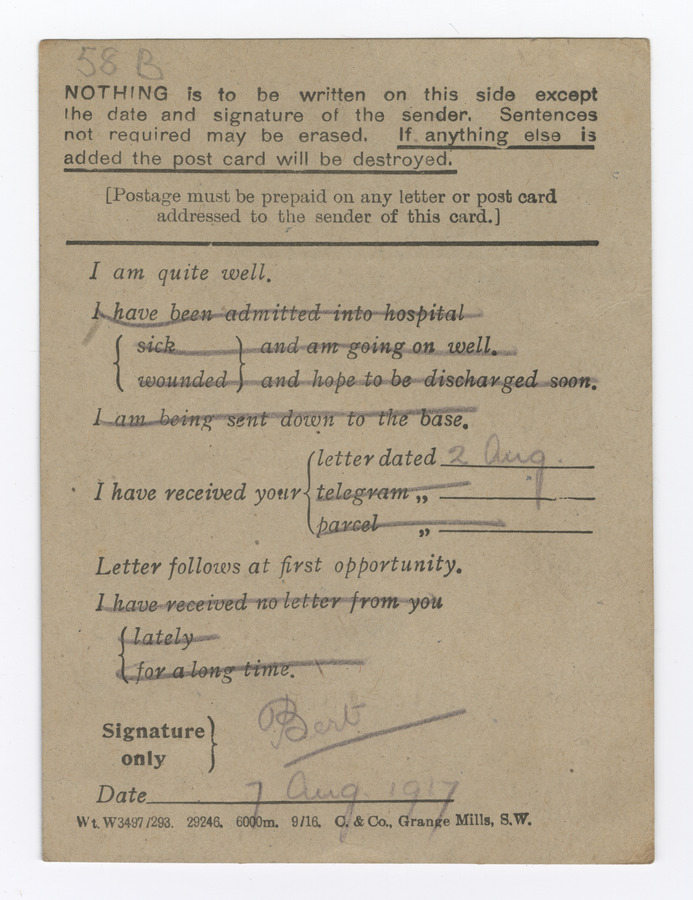 58 B
NOTHING is to be written on this side except
the date and signature of the sender. Sentences
not required may be erased. If anything else is
added the post card will be destroyed.
[Postage must be prepaid on any letter or post card
addressed to the sender of this card.]
I am quite well.
I have been admitted into hospital
{ sick } and am going on well.
{ wounded } and hope to be discharged soon.
I am being sent down to the base.
letter dated 2 Aug.
I have received your { telegram „
parcel „
Letter follows at first opportunity.
I have received no letter from you
{ lately
{ for a long time.
Signature }
only
Bert
Date 7 Aug. 1917
Wt. W3497/293. 29246. 6000m. 9/16. C. & Co., Grange Mills, S.W.